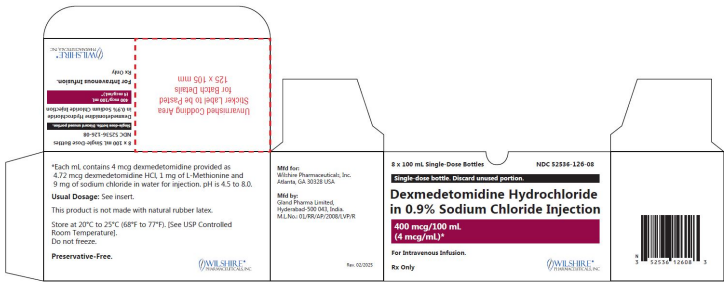 WILSHIRE®
PHARMACEUTICALS, INC
Rx Only
For Intravenous Infusion.
(4 mcg/mL)*
400 mcg/100 mL
in 0.9% Sodium Chloride Injection
Dexmedetomidine Hydrochloride
Single-dose bottle. Discard unused portion.
NDC 52536-126-08
8 x 100 mL Single-Dose Bottles
Unvarnished Codding Area
Sticker Label to be Pasted
for Batch Details
125 x 105 mm
*Each mL contains 4 mcg dexmedetomidine provided as
4.72 mcg dexmedetomidine HCl, 1 mg of L-Methionine and
9 mg of sodium chloride in water for injection. pH is 4.5 to 8.0.
Usual Dosage: See insert.
This product is not made with natural rubber latex.
Store at 20°C to 25°C (68°F to 77°F). [See USP Controlled
Room Temperature].
Do not freeze.
Preservative-Free.
WILSHIRE®
PHARMACEUTICALS, INC
Mfd for:
Wilshire Pharmaceuticals, Inc.
Atlanta, GA 30328 USA
Mfd by:
Gland Pharma Limited,
Hyderabad-500 043, India.
M.L.No.: 01/RR/AP/2008/LVP/R
Rev. 02/2025
8 x 100 mL Single-Dose Bottles NDC 52536-126-08
Single-dose bottle. Discard unused portion.
Dexmedetomidine Hydrochloride
in 0.9% Sodium Chloride Injection
400 mcg/100 mL
(4 mcg/mL)*
For Intravenous Infusion.
Rx Only
WILSHIRE®
PHARMACEUTICALS, INC
N
3 52536 12608 3